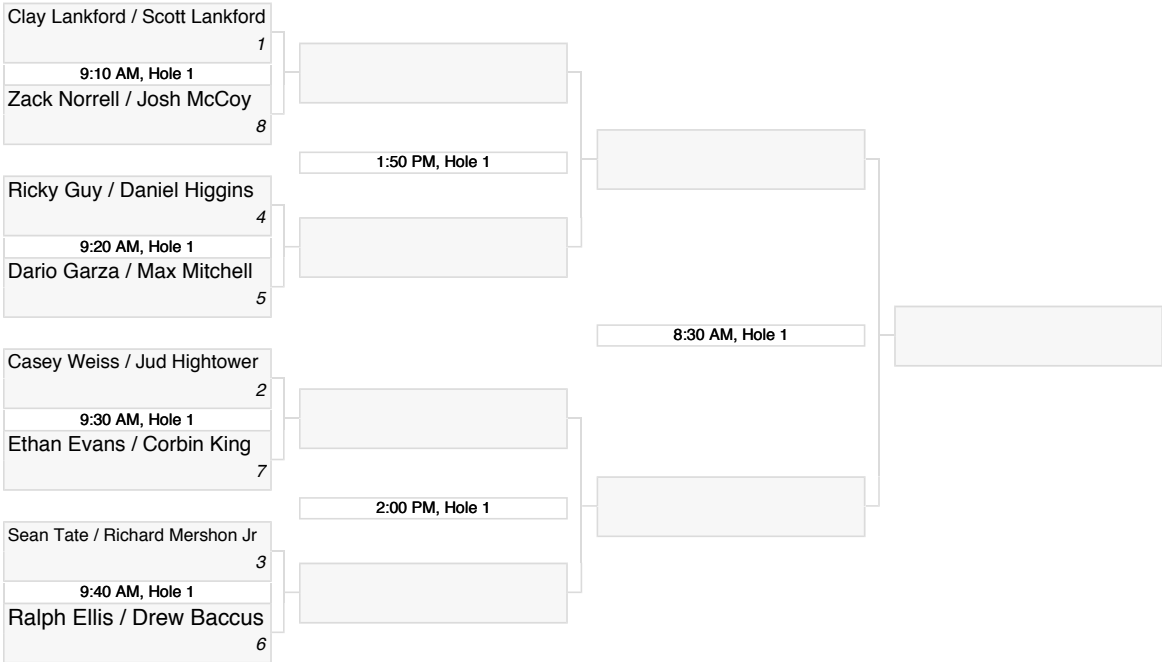 Clay Lankford / Scott Lankford
1
9:10 AM, Hole 1
Zack Norrell / Josh McCoy
8
Ricky Guy / Daniel Higgins
4
9:20 AM, Hole 1
Dario Garza / Max Mitchell
5
Casey Weiss / Jud Hightower
2
9:30 AM, Hole 1
Ethan Evans / Corbin King
7
Sean Tate / Richard Mershon Jr
3
9:40 AM, Hole 1
Ralph Ellis / Drew Baccus
6
1:50 PM, Hole 1
2:00 PM, Hole 1
8:30 AM, Hole 1